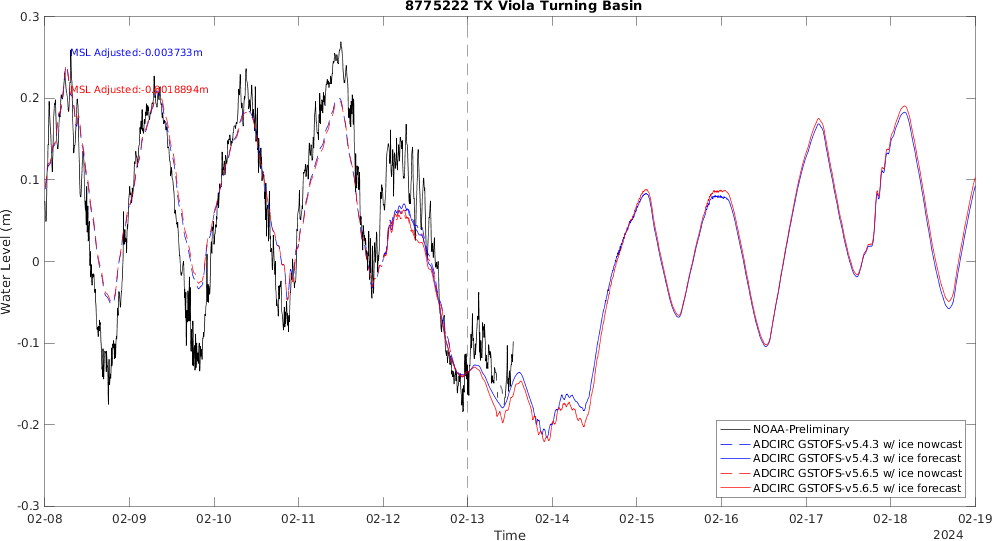 8775222 TX Viola Turning Basin
0.3
MSL Adjusted:-0.003733m
0.2
MSL Adjusted:-0.0018894m
0.1
Water Level (m)
0
-0.1
-0.2
NOAA-Preliminary
ADCIRC GSTOFS-v5.4.3 w/ ice nowcast
ADCIRC GSTOFS-v5.4.3 w/ ice forecast
ADCIRC GSTOFS-v5.6.5 w/ ice nowcast
ADCIRC GSTOFS-v5.6.5 w/ ice forecast
-0.3
02-08 02-09 02-10 02-11 02-12 02-13 02-14 02-15 02-16 02-17 02-18 02-19
Time
2024